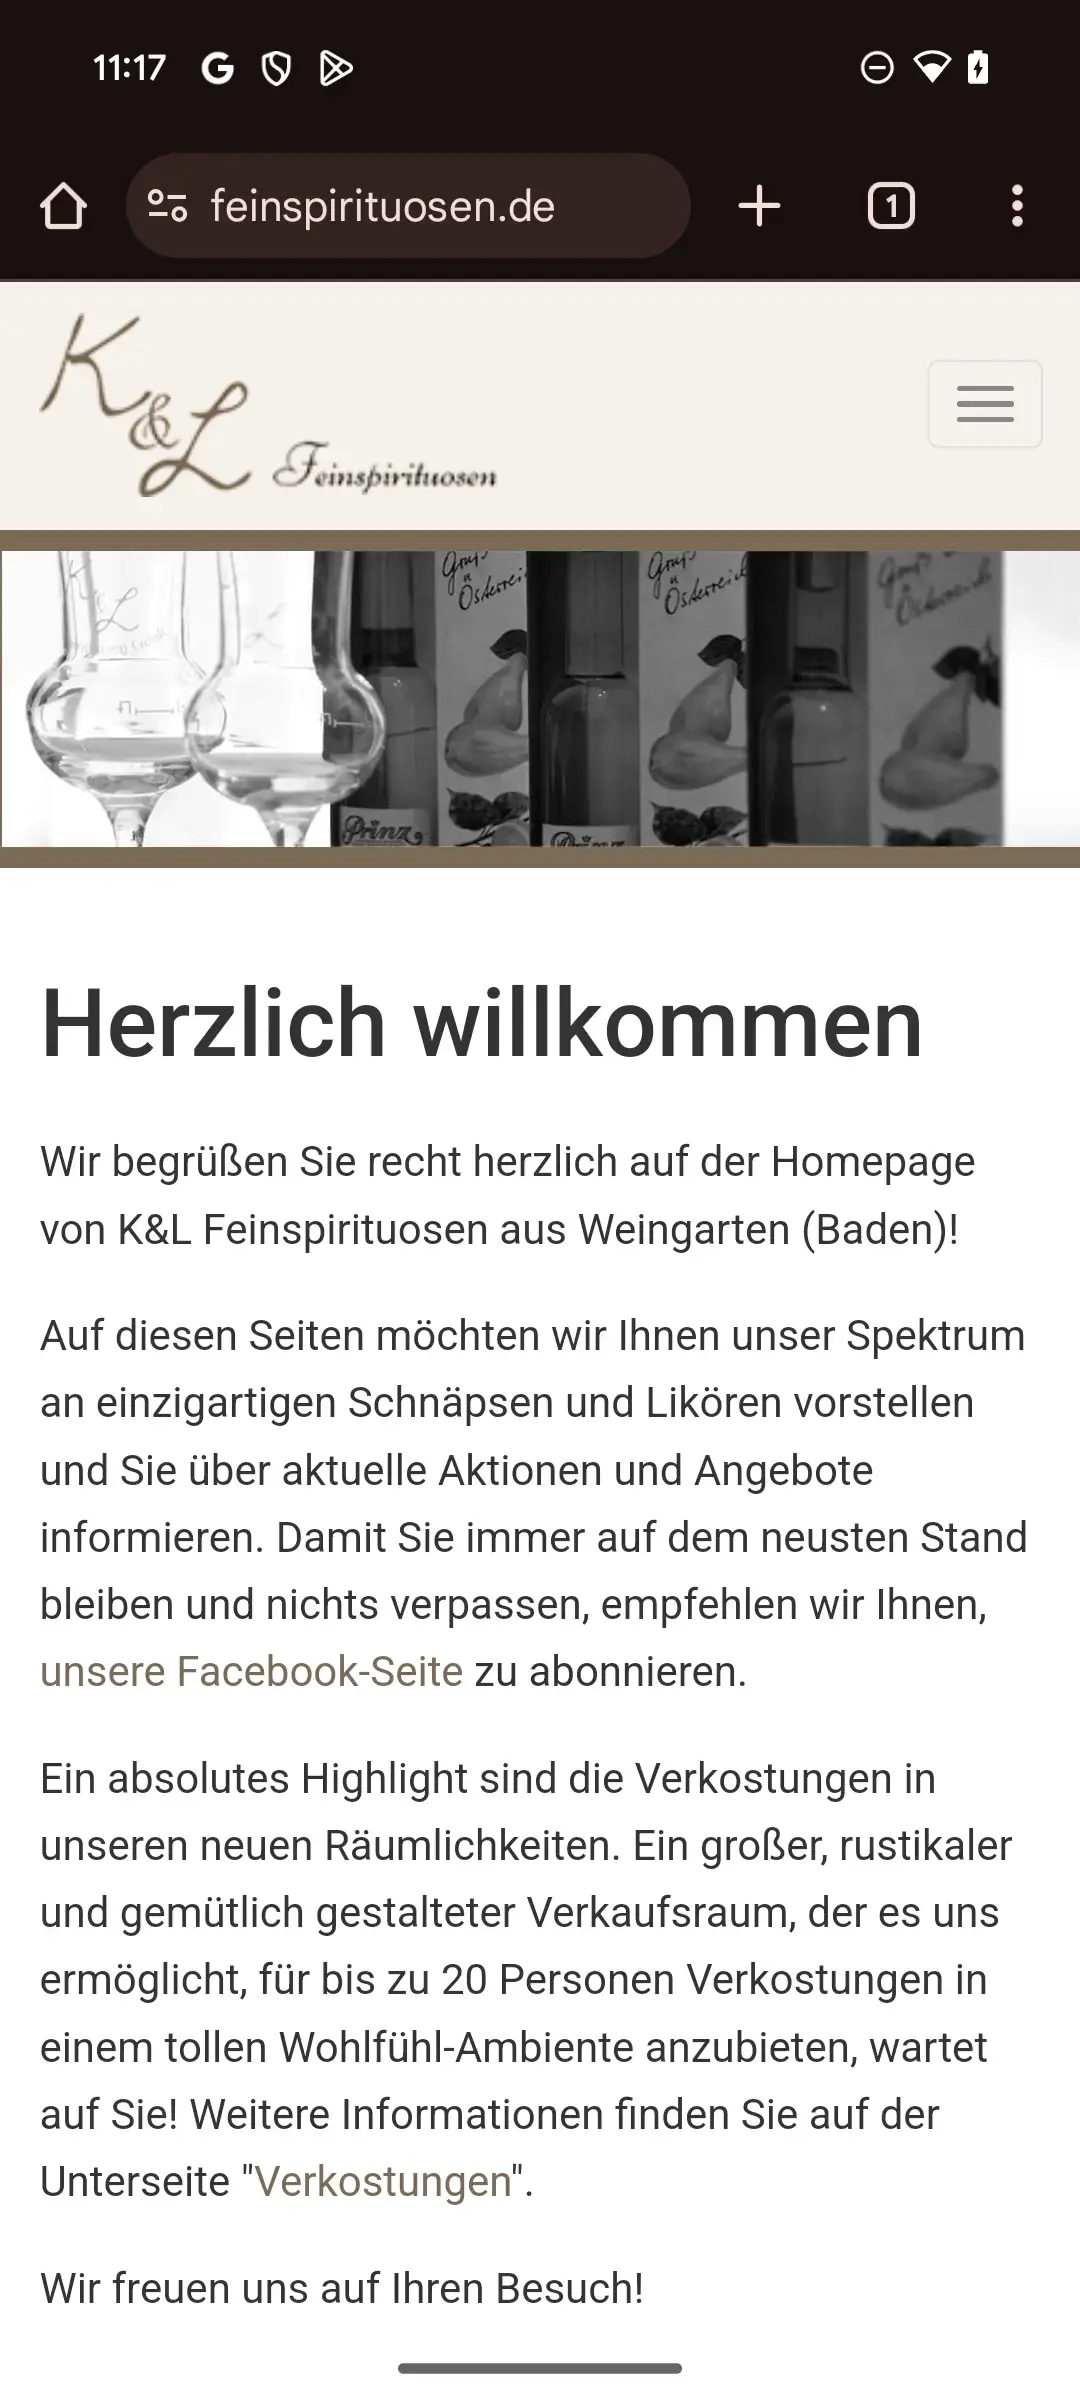 11:17
feinspirituosen.de
1
K&L Feinspirituosen
Gruß Gruß
a Österreich
Prinz
Herzlich willkommen
Wir begrüßen Sie recht herzlich auf der Homepage
von K&L Feinspirituosen aus Weingarten (Baden)!
Auf diesen Seiten möchten wir Ihnen unser Spektrum
an einzigartigen Schnäpsen und Likören vorstellen
und Sie über aktuelle Aktionen und Angebote
informieren. Damit Sie immer auf dem neusten Stand
bleiben und nichts verpassen, empfehlen wir Ihnen,
unsere Facebook-Seite zu abonnieren.
Ein absolutes Highlight sind die Verkostungen in
unseren neuen Räumlichkeiten. Ein großer, rustikaler
und gemütlich gestalteter Verkaufsraum, der es uns
ermöglicht, für bis zu 20 Personen Verkostungen in
einem tollen Wohlfühl-Ambiente anzubieten, wartet
auf Sie! Weitere Informationen finden Sie auf der
Unterseite "Verkostungen".
Wir freuen uns auf Ihren Besuch!